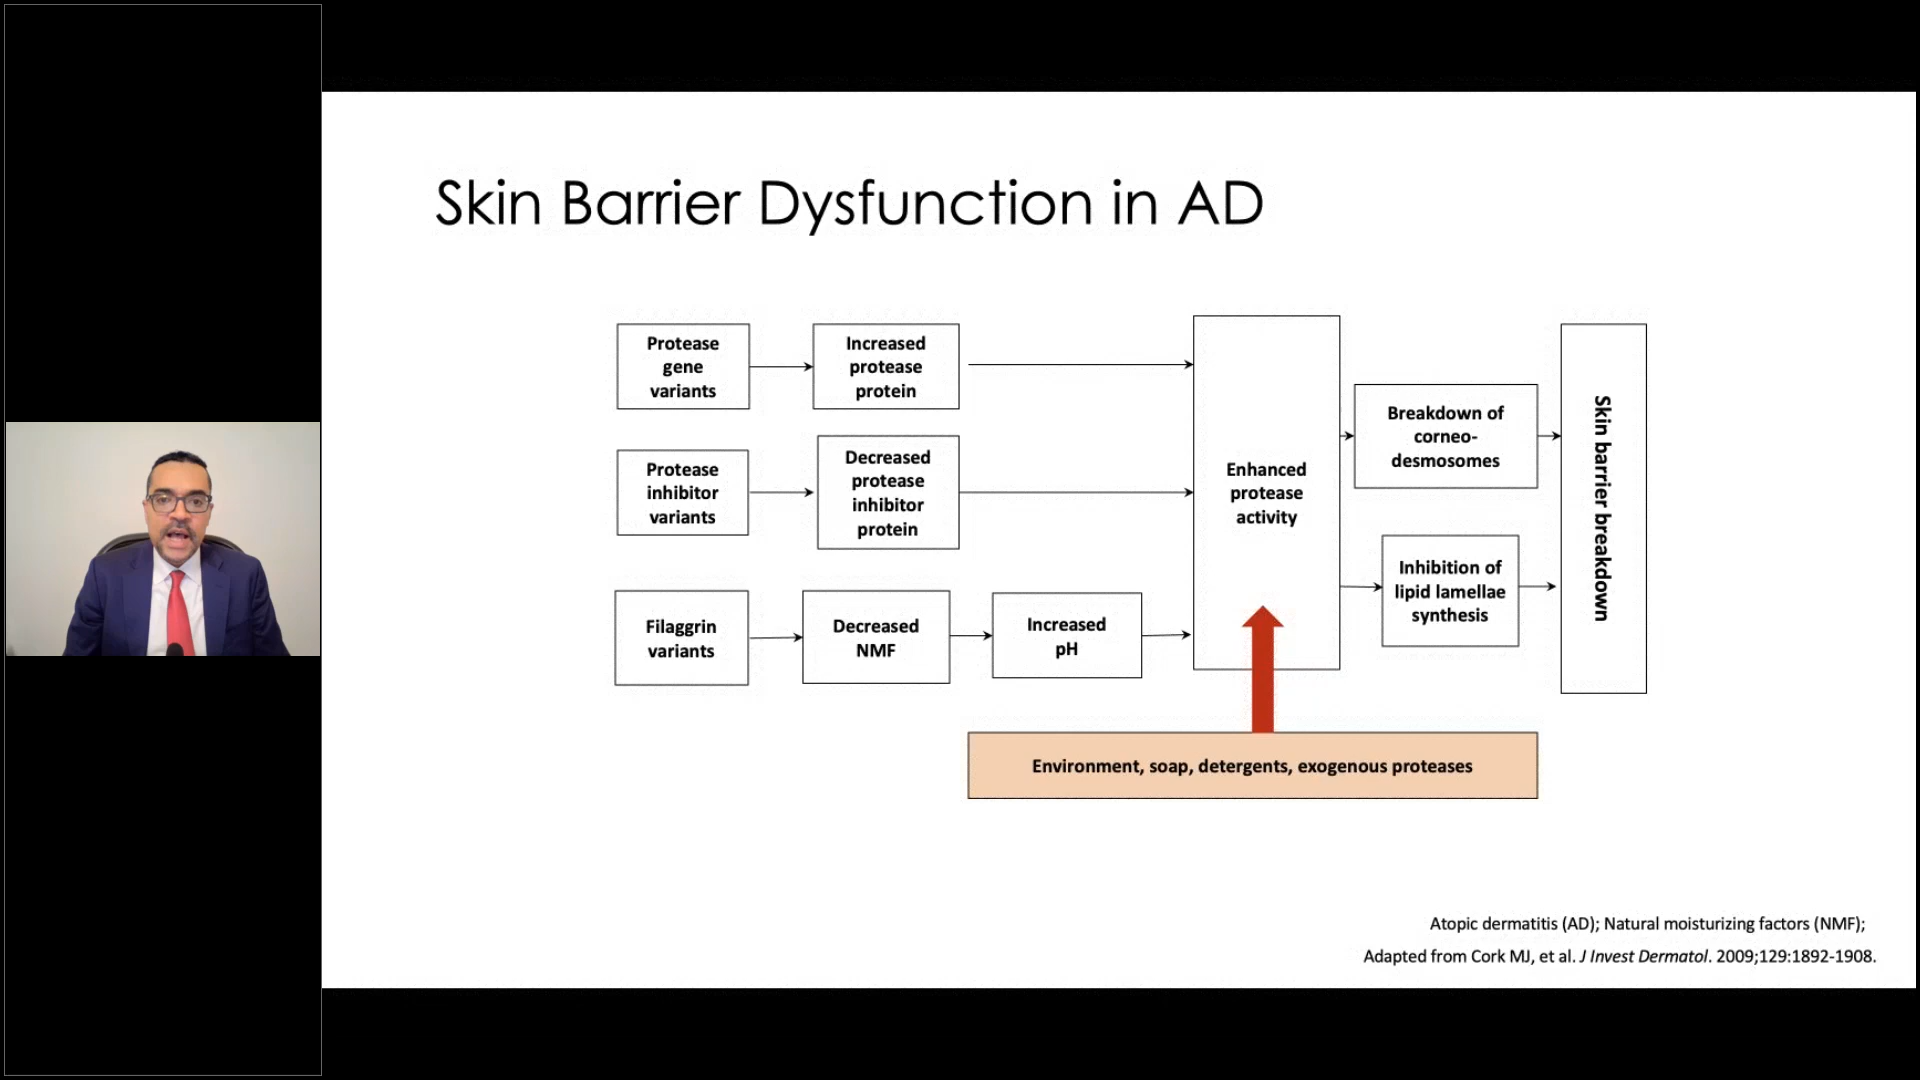 Skin Barrier Dysfunction in AD
Protease
gene
variants
Increased
protease
protein
Protease
inhibitor
variants
Decreased
protease
inhibitor
protein
Filaggrin
variants
Decreased
NMF
Increased
pH
Enhanced
protease
activity
Breakdown of
corneo-
desmosomes
Inhibition of
lipid lamellae
synthesis
Skin barrier breakdown
Environment, soap, detergents, exogenous proteases
Atopic dermatitis (AD); Natural moisturizing factors (NMF);
Adapted from Cork MJ, et al. J Invest Dermatol. 2009;129:1892-1908.